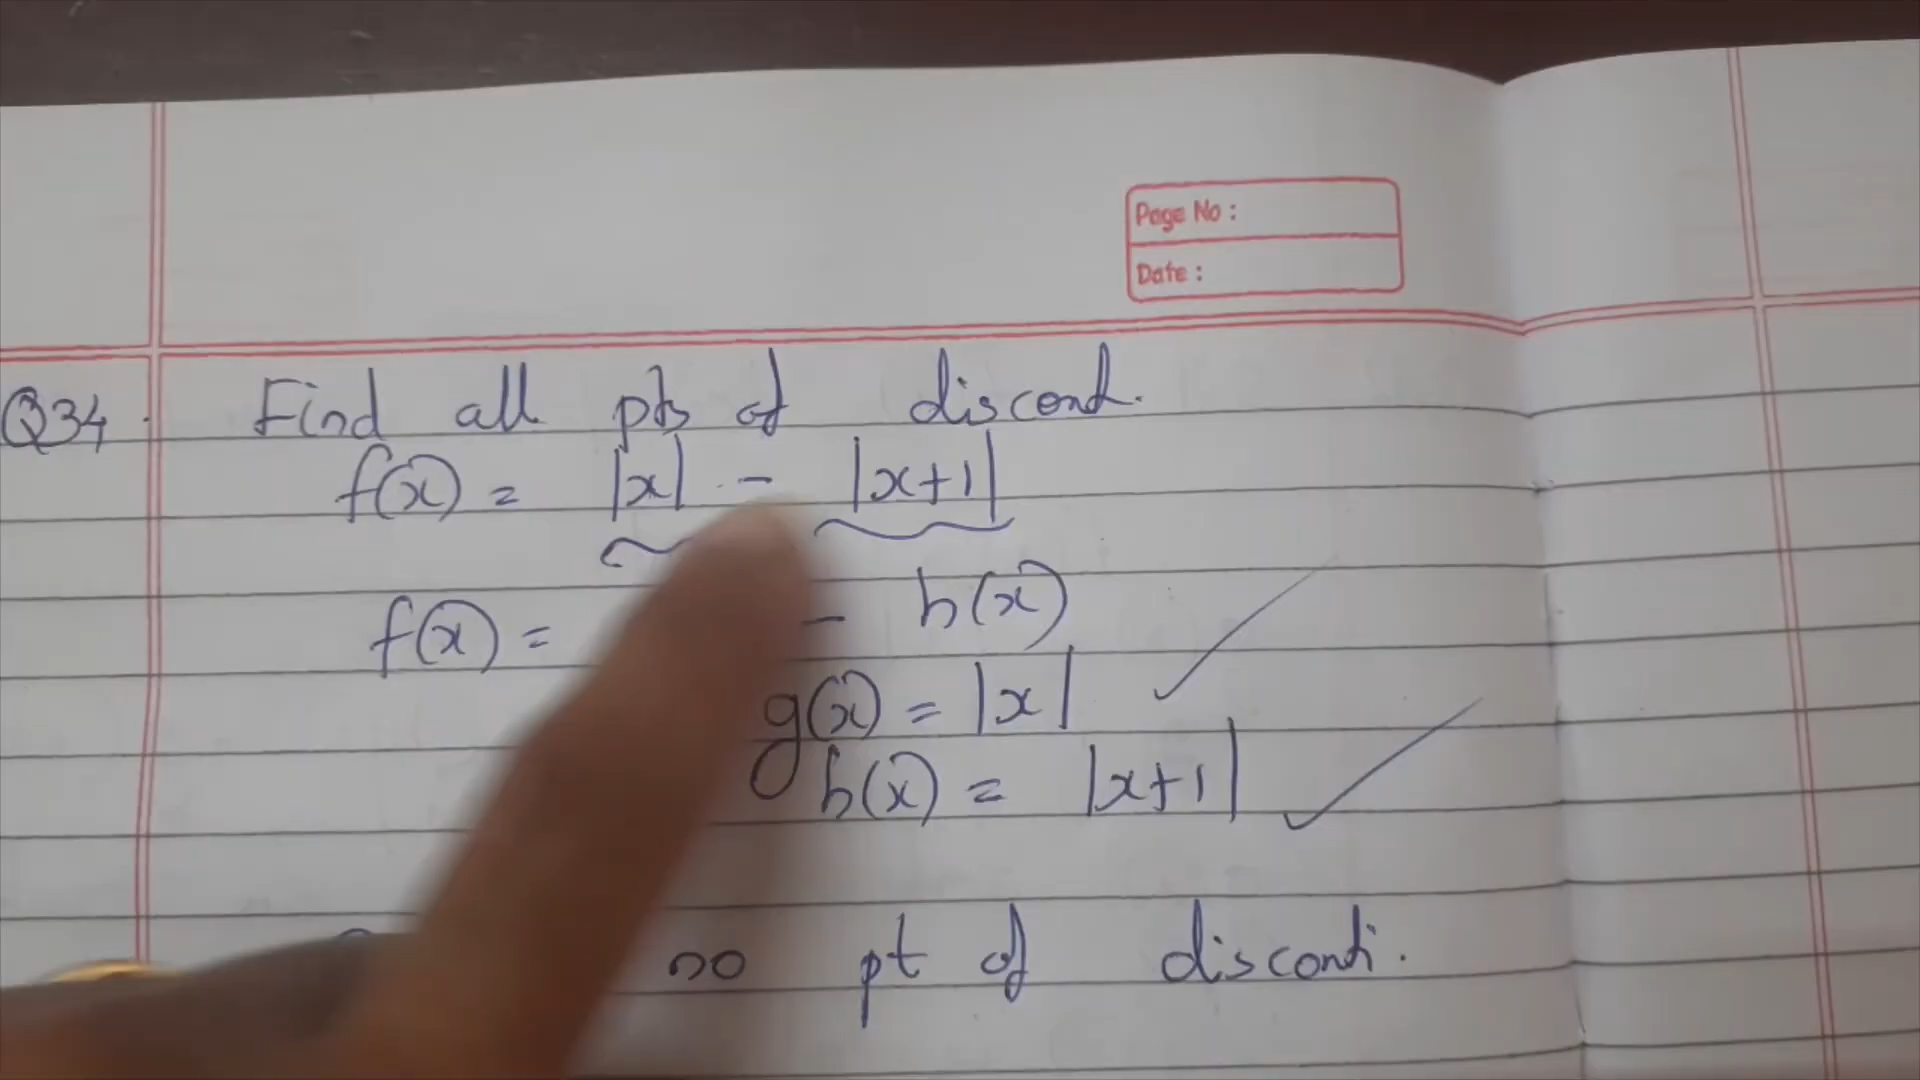 Page No :
Date :
Q34. Find all pts of discont.
f(x) = |x| - |x+1|
f(x) = - h(x)
g(x) = |x|
h(x) = |x+1|
no pt of disconti.